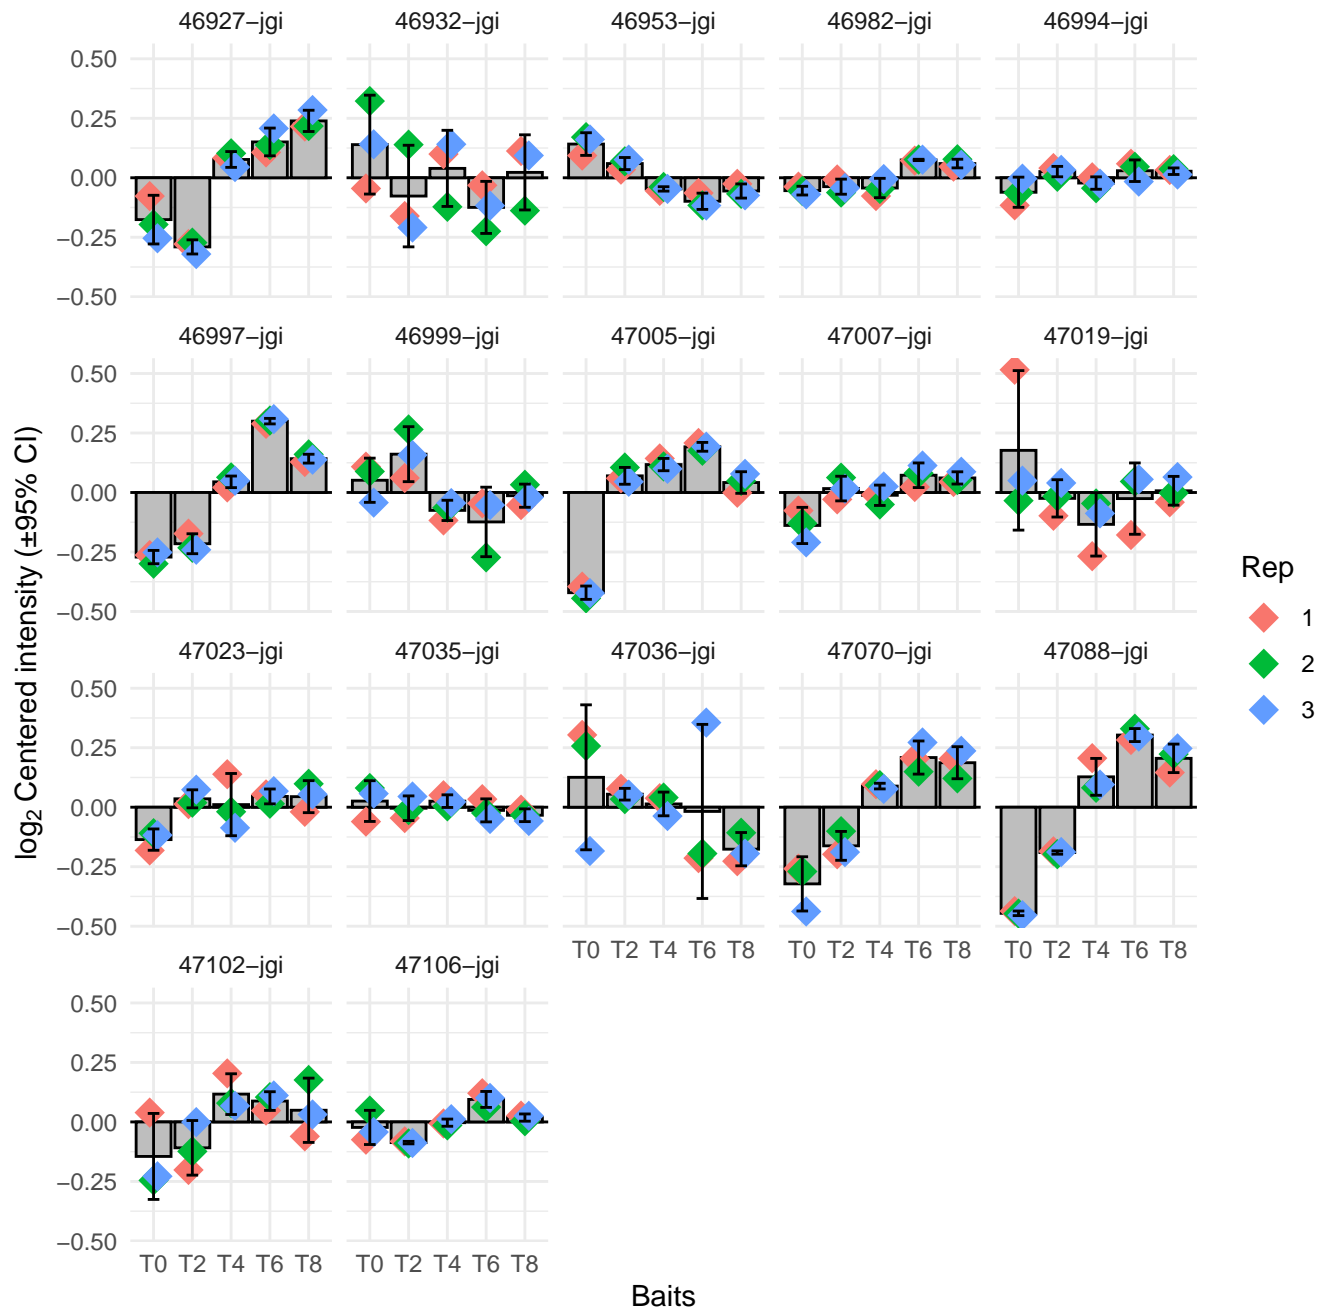 46927−jgi 46932−jgi 46953−jgi 46982−jgi 46994−jgi
0.50
0.25
0.00
−0.25
−0.50
46997−jgi 46999−jgi 47005−jgi 47007−jgi 47019−jgi
0.50
0.25
0.00
−0.25
−0.50
47023−jgi 47035−jgi 47036−jgi 47070−jgi 47088−jgi
0.50
0.25
0.00
−0.25
−0.50
T0 T2 T4 T6 T8 T0 T2 T4 T6 T8 T0 T2 T4 T6 T8
47102−jgi 47106−jgi
0.50
0.25
0.00
−0.25
−0.50
T0 T2 T4 T6 T8 T0 T2 T4 T6 T8
Baits
log₂ Centered intensity (±95% CI)
Rep
1
2
3